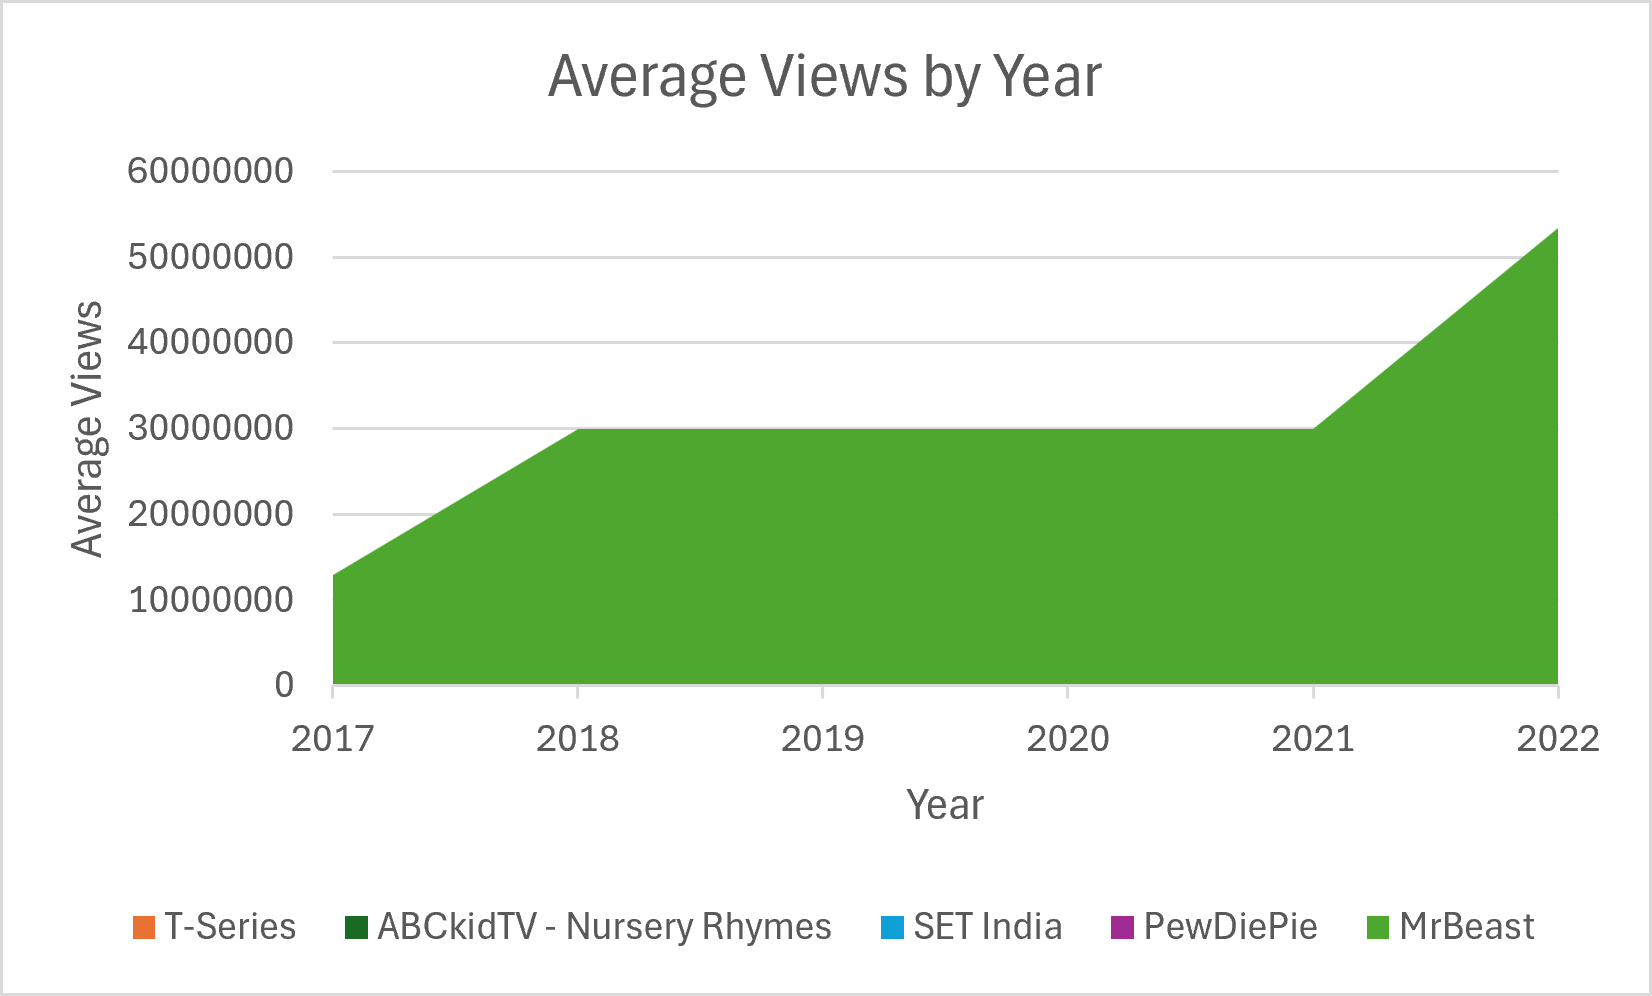 Average Views by Year
60000000
50000000
40000000
30000000
20000000
10000000
0
Average Views
2017 2018 2019 2020 2021 2022
Year
T-Series ABCkidTV - Nursery Rhymes SET India PewDiePie MrBeast